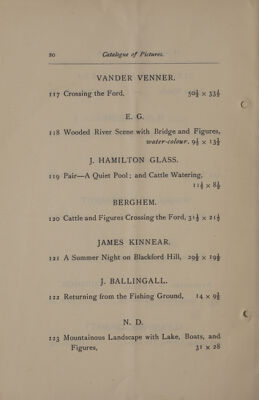 20 Catalogue of Pictures.
VANDER VENNER.
117 Crossing the Ford, 50½ × 33½
E. G.
118 Wooded River Scene with Bridge and Figures,
water-colour, 9½ × 13½
J. HAMILTON GLASS.
119 Pair—A Quiet Pool; and Cattle Watering,
11½ × 8½
BERGHEM.
120 Cattle and Figures Crossing the Ford, 31½ × 21½
JAMES KINNEAR.
121 A Summer Night on Blackford Hill, 29½ × 19½
J. BALLINGALL.
122 Returning from the Fishing Ground, 14 × 9½
N. D.
123 Mountainous Landscape with Lake, Boats, and
Figures, 31 × 28